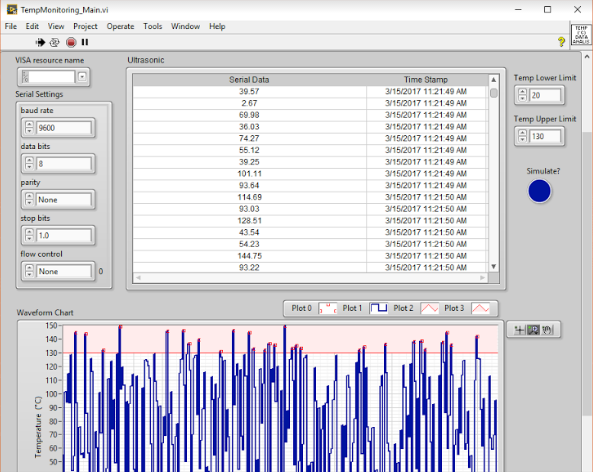 TempMonitoring_Main.vi
File Edit View Project Operate Tools Window Help
TEMP
DATA
VISA resource name
Ultrasonic
Serial Data Time Stamp
39.57 3/15/2017 11:21:49 AM
2.67 3/15/2017 11:21:49 AM
69.98 3/15/2017 11:21:49 AM
36.03 3/15/2017 11:21:49 AM
74.27 3/15/2017 11:21:49 AM
55.12 3/15/2017 11:21:49 AM
39.25 3/15/2017 11:21:49 AM
101.11 3/15/2017 11:21:49 AM
93.64 3/15/2017 11:21:49 AM
114.69 3/15/2017 11:21:50 AM
93.03 3/15/2017 11:21:50 AM
128.51 3/15/2017 11:21:50 AM
43.54 3/15/2017 11:21:50 AM
54.23 3/15/2017 11:21:50 AM
144.75 3/15/2017 11:21:50 AM
93.22 3/15/2017 11:21:50 AM
Serial Settings
baud rate
9600
data bits
8
parity
None
stop bits
1.0
flow control
None 0
Temp Lower Limit
20
Temp Upper Limit
130
Simulate?
Plot 0 Plot 1 Plot 2 Plot 3
Waveform Chart
Temperature (°C)
150
140
130
120
110
100
90
80
70
60
50